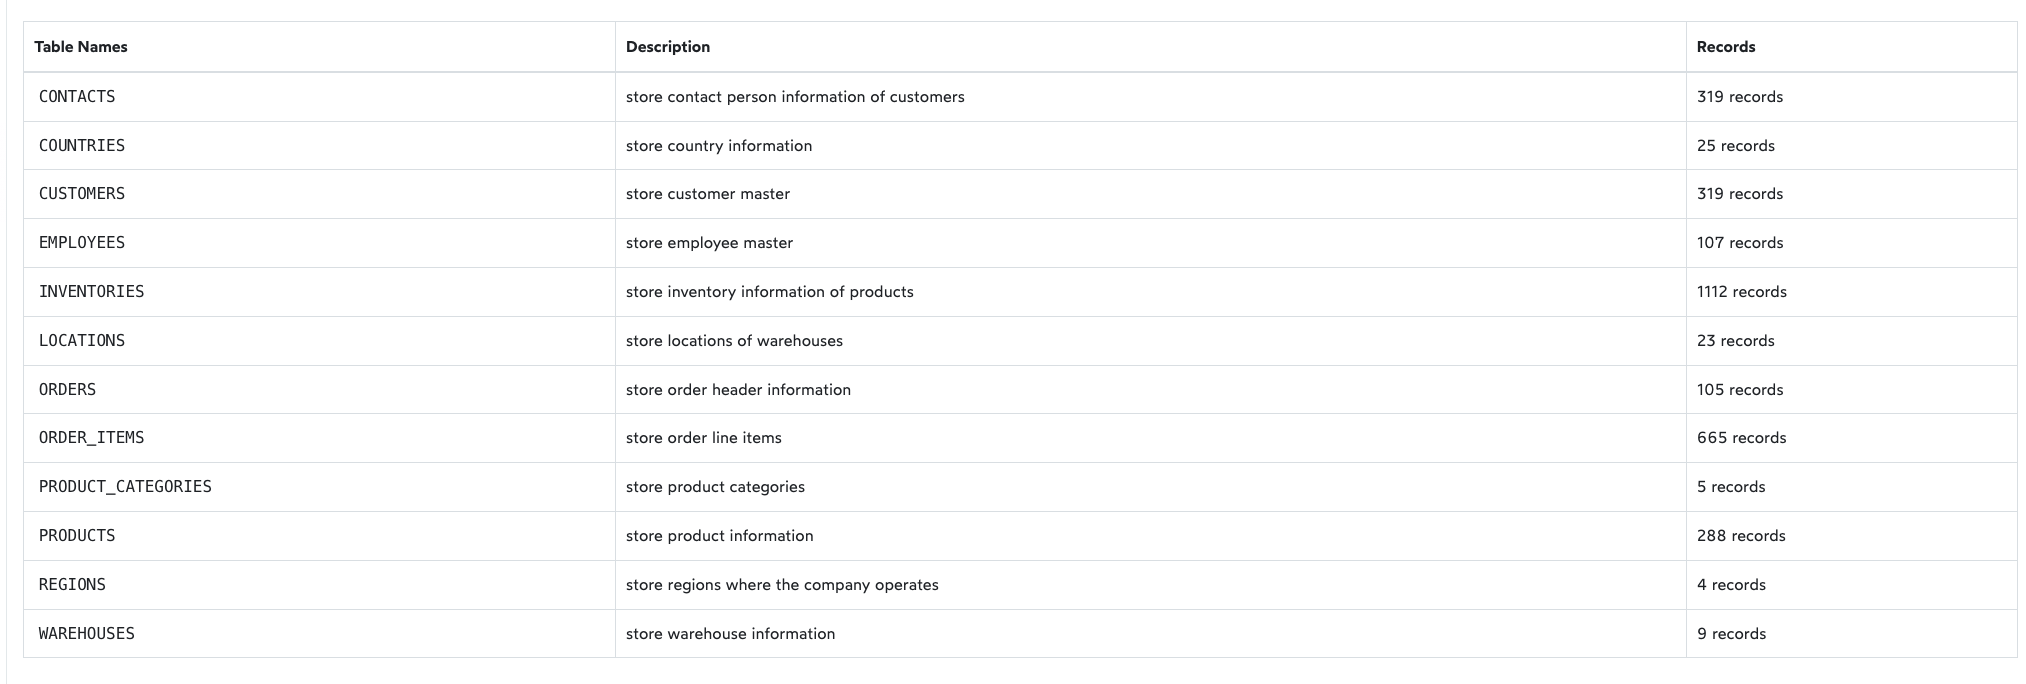 Table Names Description Records
CONTACTS store contact person information of customers 319 records
COUNTRIES store country information 25 records
CUSTOMERS store customer master 319 records
EMPLOYEES store employee master 107 records
INVENTORIES store inventory information of products 1112 records
LOCATIONS store locations of warehouses 23 records
ORDERS store order header information 105 records
ORDER_ITEMS store order line items 665 records
PRODUCT_CATEGORIES store product categories 5 records
PRODUCTS store product information 288 records
REGIONS store regions where the company operates 4 records
WAREHOUSES store warehouse information 9 records